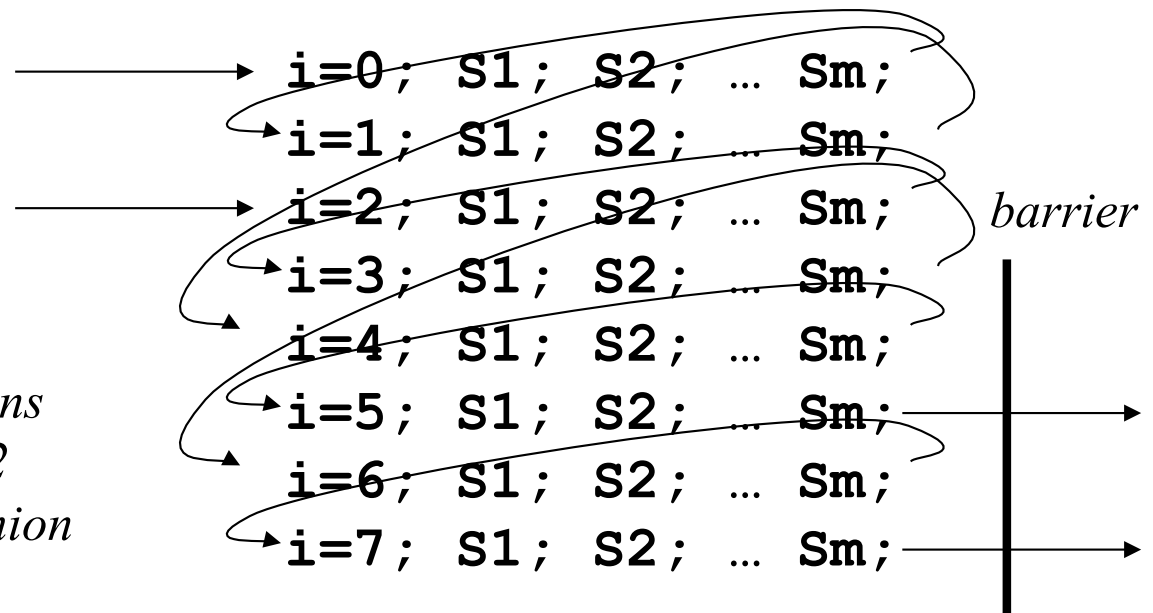 i=0; S1; S2; … Sm;
i=1; S1; S2; … Sm;
i=2; S1; S2; … Sm;
barrier
i=3; S1; S2; … Sm;
i=4; S1; S2; … Sm;
ns
i=5; S1; S2; … Sm;
2
i=6; S1; S2; … Sm;
nion
i=7; S1; S2; … Sm;